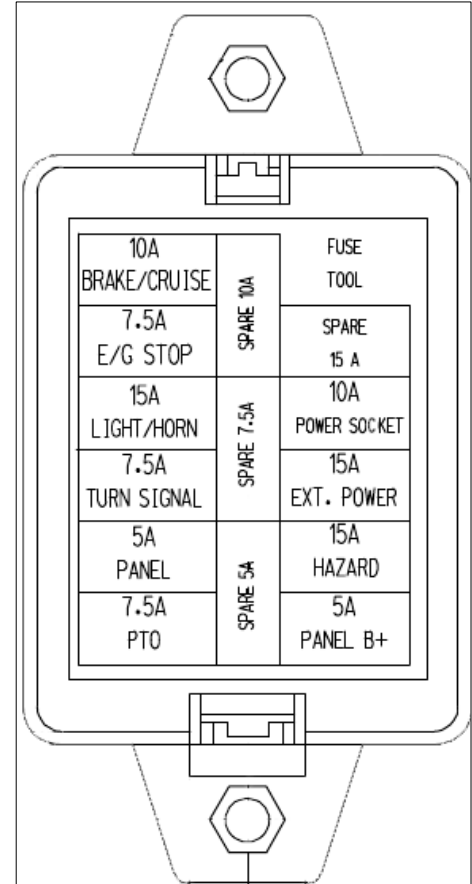 10A
BRAKE/CRUISE
7.5A
E/G STOP
15A
LIGHT/HORN
7.5A
TURN SIGNAL
5A
PANEL
7.5A
PTO
SPARE 10A
SPARE 7.5A
SPARE 5A
FUSE
TOOL
SPARE
15 A
10A
POWER SOCKET
15A
EXT. POWER
15A
HAZARD
5A
PANEL B+